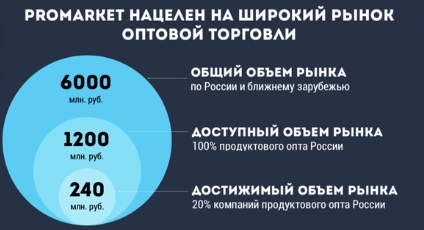 PROMARKET НАЦЕЛЕН НА ШИРОКИЙ РЫНОК
ОПТОВОЙ ТОРГОВЛИ
6000
млн. руб.
ОБЩИЙ ОБЪЕМ РЫНКА
по России и ближнему зарубежью
1200
млн. руб.
ДОСТУПНЫЙ ОБЪЕМ РЫНКА
100% продуктового опта России
240
млн. руб.
ДОСТИЖИМЫЙ ОБЪЕМ РЫНКА
20% компаний продуктового опта России